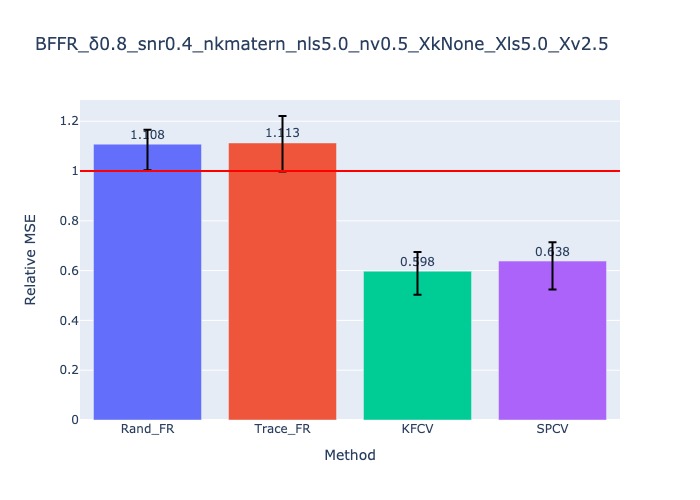 BFFR_δ0.8_snr0.4_nkmatern_nls5.0_nv0.5_XkNone_Xls5.0_Xv2.5
1.2
1
0.8
0.6
0.4
0.2
0
Relative MSE
1.108
1.113
0.598
0.638
Rand_FR
Trace_FR
KFCV
SPCV
Method